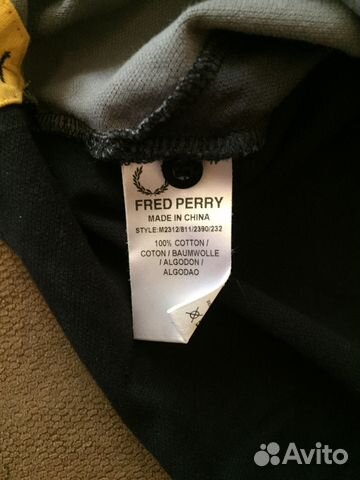 FRED PERRY
MADE IN CHINA
STYLE:M2312/811/2390/232
100% COTTON/
COTON / BAUMWOLLE
/ ALGODON /
ALGODAO
Avito